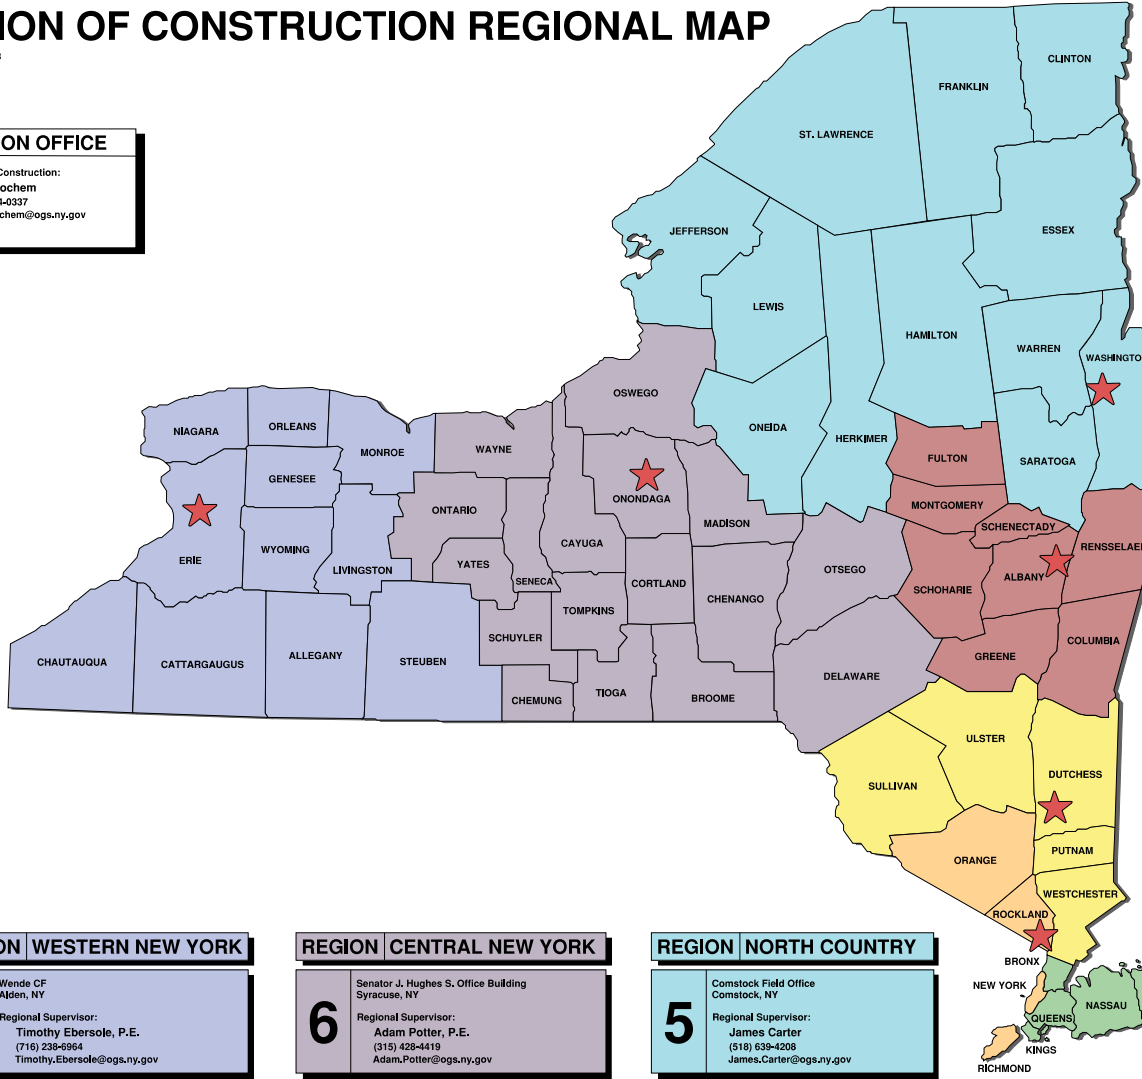 ION OF CONSTRUCTION REGIONAL MAP
ON OFFICE
Construction:
ochem
4-0337
chem@ogs.ny.gov
CLINTON
FRANKLIN
ST. LAWRENCE
JEFFERSON
ESSEX
LEWIS
HAMILTON
WARREN
WASHINGTO
OSWEGO
ONEIDA
HERKIMER
SARATOGA
NIAGARA
ORLEANS
MONROE
WAYNE
FULTON
GENESEE
ONONDAGA
MONTGOMERY
ONTARIO
MADISON
SCHENECTADY
CAYUGA
RENSSELAE
ERIE
WYOMING
LIVINGSTON
YATES
SENECA
CORTLAND
OTSEGO
ALBANY
SCHOHARIE
TOMPKINS
CHENANGO
SCHUYLER
COLUMBIA
CHAUTAUQUA
CATTARGAUGUS
ALLEGANY
STEUBEN
GREENE
CHEMUNG
TIOGA
BROOME
DELAWARE
ULSTER
SULLIVAN
DUTCHESS
ORANGE
PUTNAM
WESTCHESTER
ROCKLAND
BRONX
NEW YORK
NASSAU
QUEENS
KINGS
RICHMOND
ON WESTERN NEW YORK
Wende CF
Alden, NY
Regional Supervisor:
Timothy Ebersole, P.E.
(716) 238-6964
Timothy.Ebersole@ogs.ny.gov
REGION CENTRAL NEW YORK
6
Senator J. Hughes S. Office Building
Syracuse, NY
Regional Supervisor:
Adam Potter, P.E.
(315) 428-4419
Adam.Potter@ogs.ny.gov
REGION NORTH COUNTRY
5
Comstock Field Office
Comstock, NY
Regional Supervisor:
James Carter
(518) 639-4208
James.Carter@ogs.ny.gov